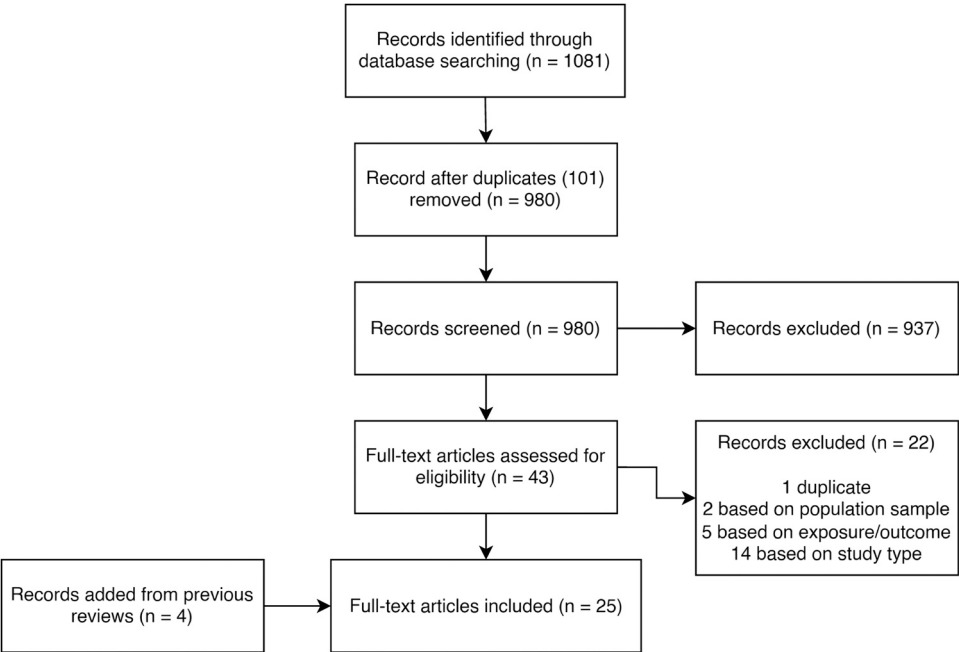 Records identified through
database searching (n = 1081)
Record after duplicates (101)
removed (n = 980)
Records screened (n = 980)
Records excluded (n = 937)
Full-text articles assessed for
eligibility (n = 43)
Records excluded (n = 22)
1 duplicate
2 based on population sample
5 based on exposure/outcome
14 based on study type
Records added from previous
reviews (n = 4)
Full-text articles included (n = 25)